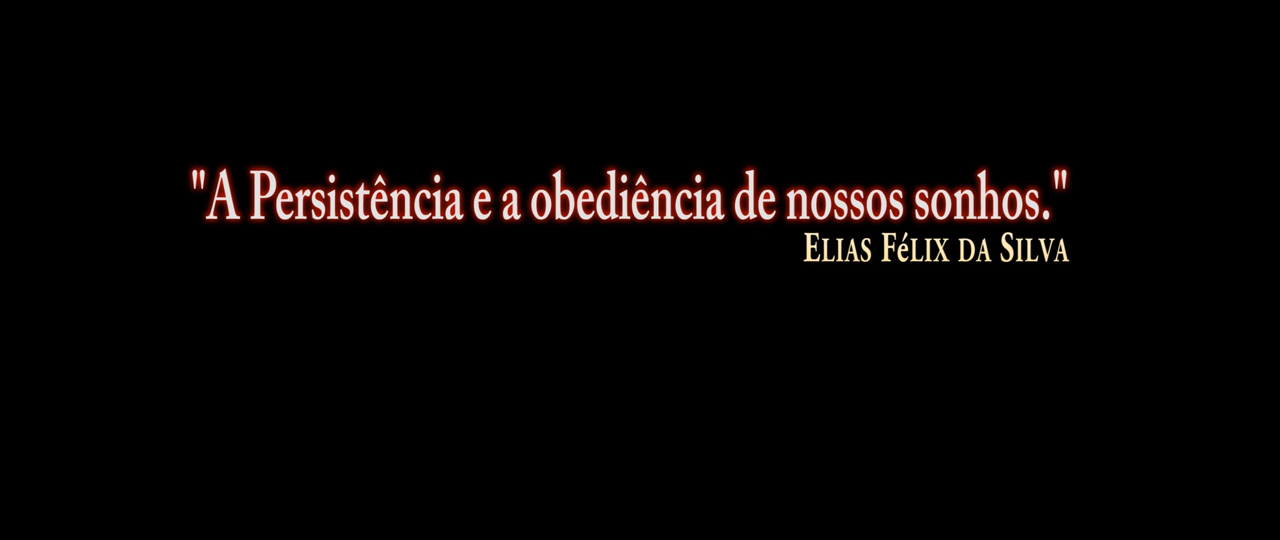 "A Persistência e a obediência de nossos sonhos."
ELIAS FéLIX DA SILVA